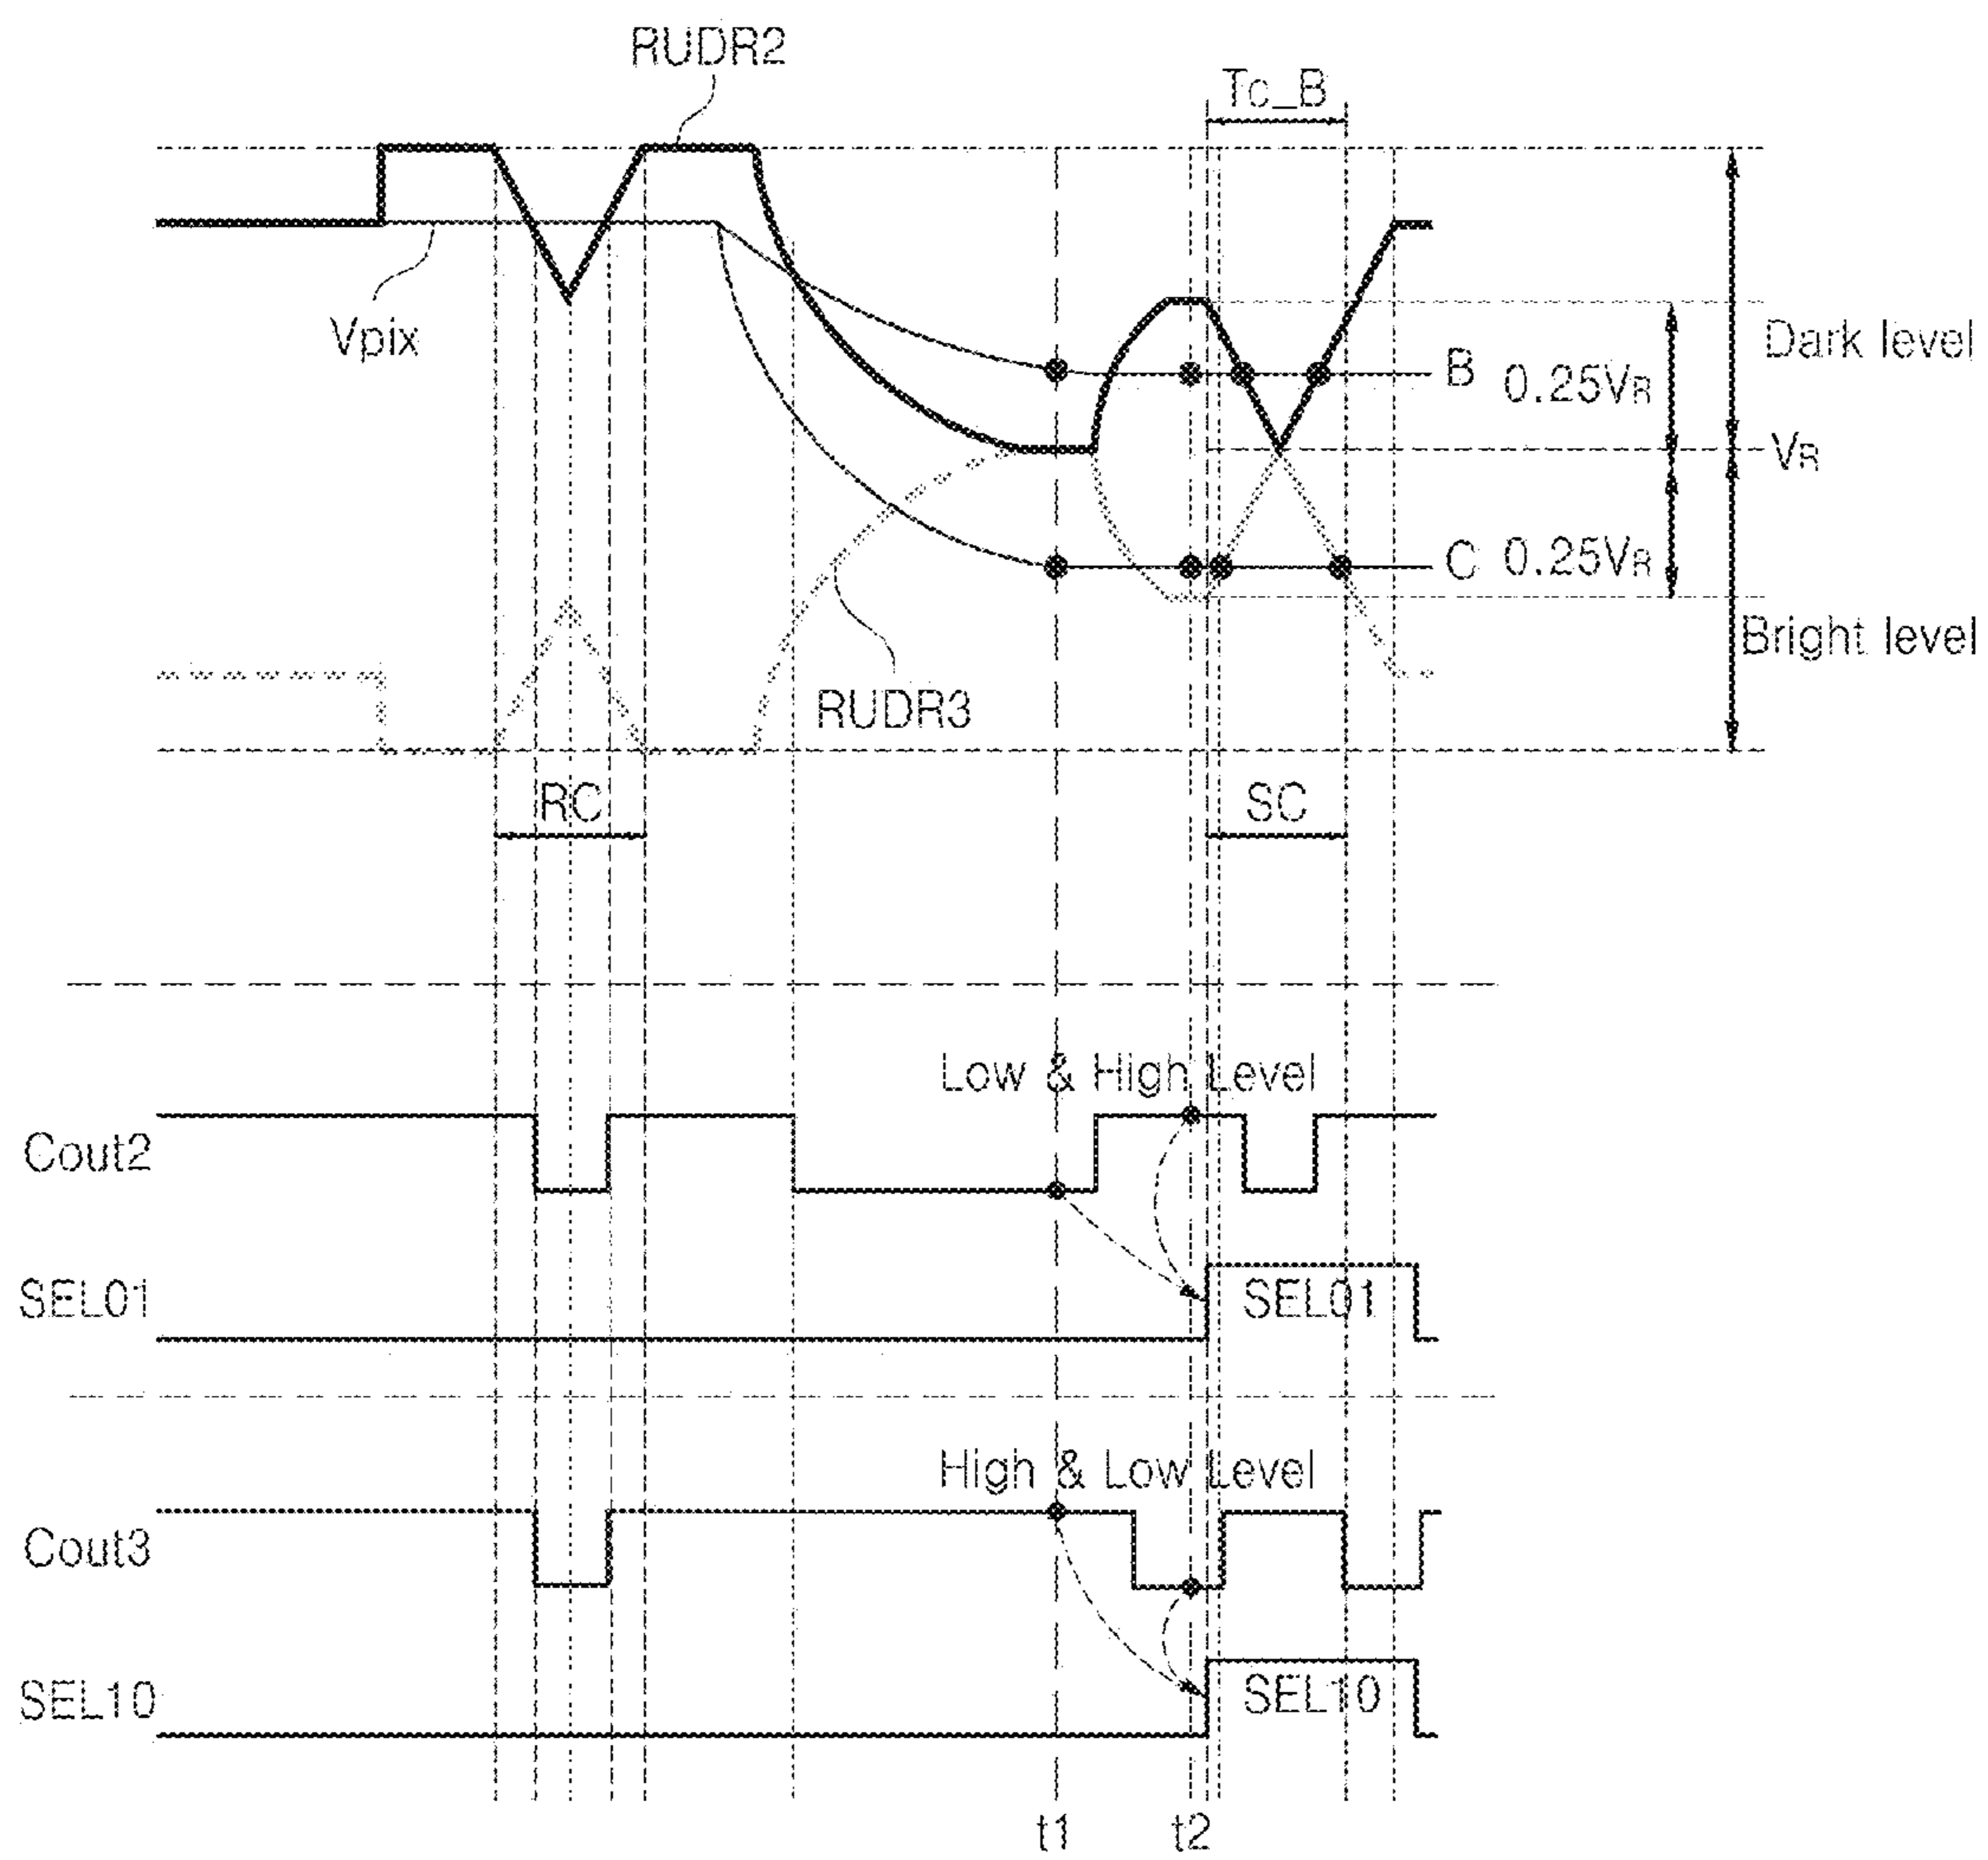 RUDR2
Tc_B
Vpix
Dark level
B 0.25VR
VR
C 0.25VR
Bright level
RUDR3
RC
SC
Low & High Level
Cout2
SEL01
SEL01
High & Low Level
Cout3
SEL10
SEL10
t1
t2